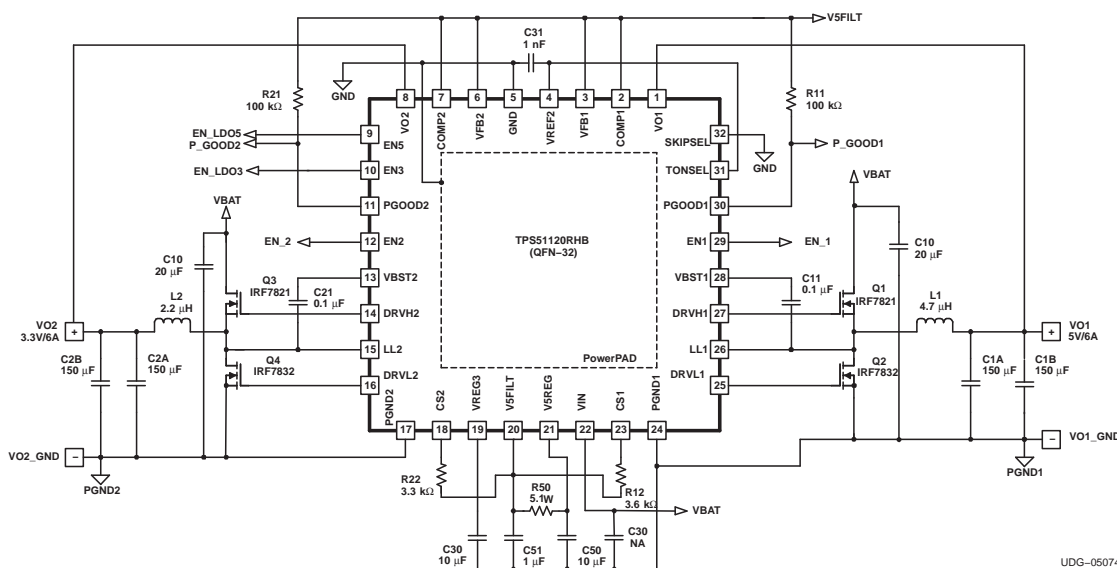 V5FILT
C31
1 nF
R21
100 kΩ
GND
R11
100 kΩ
8
7
6
5
4
3
2
1
VO2
COMP2
VFB2
GND
VREF2
VFB1
COMP1
VO1
EN_LDO5
P_GOOD2
9
EN5
32
SKIPSEL
P_GOOD1
GND
EN_LDO3
10
EN3
31
TONSEL
VBAT
VBAT
11
PGOOD2
30
PGOOD1
TPS51120RHB
(QFN–32)
EN_2
12
EN2
29
EN1
EN_1
C10
20 μF
C10
20 μF
13
VBST2
28
VBST1
Q3
IRF7821
C21
0.1 μF
C11
0.1 μF
Q1
IRF7821
L2
2.2 μH
14
DRVH2
27
DRVH1
L1
4.7 μH
VO2
3.3V/6A
+
VO1
5V/6A
+
15
LL2
26
LL1
PowerPAD
C2B
150 μF
C2A
150 μF
Q4
IRF7832
16
DRVL2
25
DRVL1
Q2
IRF7832
C1A
150 μF
C1B
150 μF
PGND2
CS2
VREG3
V5FILT
V5REG
VIN
CS1
PGND1
17
18
19
20
21
22
23
24
VO2_GND
–
VO1_GND
–
PGND2
PGND1
R22
3.3 kΩ
R50
5.1W
R12
3.6 kΩ
VBAT
C30
10 μF
C51
1 μF
C50
10 μF
C30
NA
UDG–05074